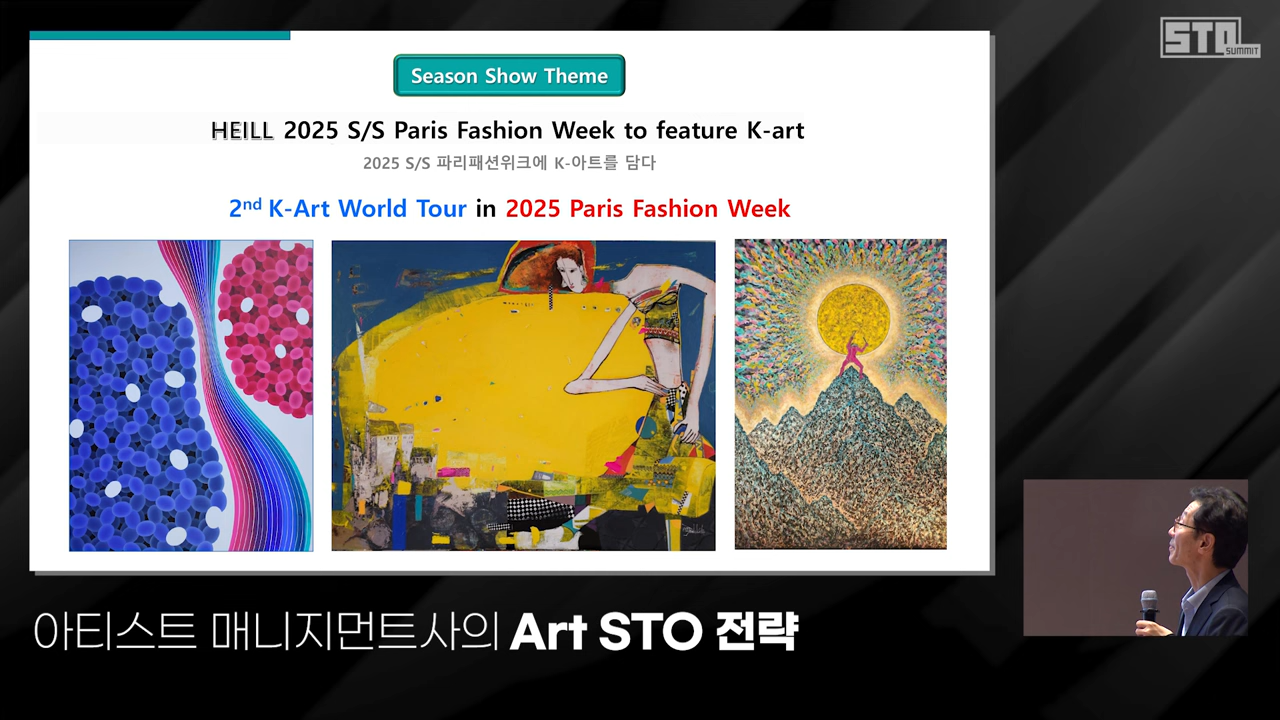 STO
SUMMIT
Season Show Theme
HEILL 2025 S/S Paris Fashion Week to feature K-art
2025 S/S 파리패션위크에 K-아트를 담다
2nd K-Art World Tour in 2025 Paris Fashion Week
아티스트 매니지먼트사의 Art STO 전략